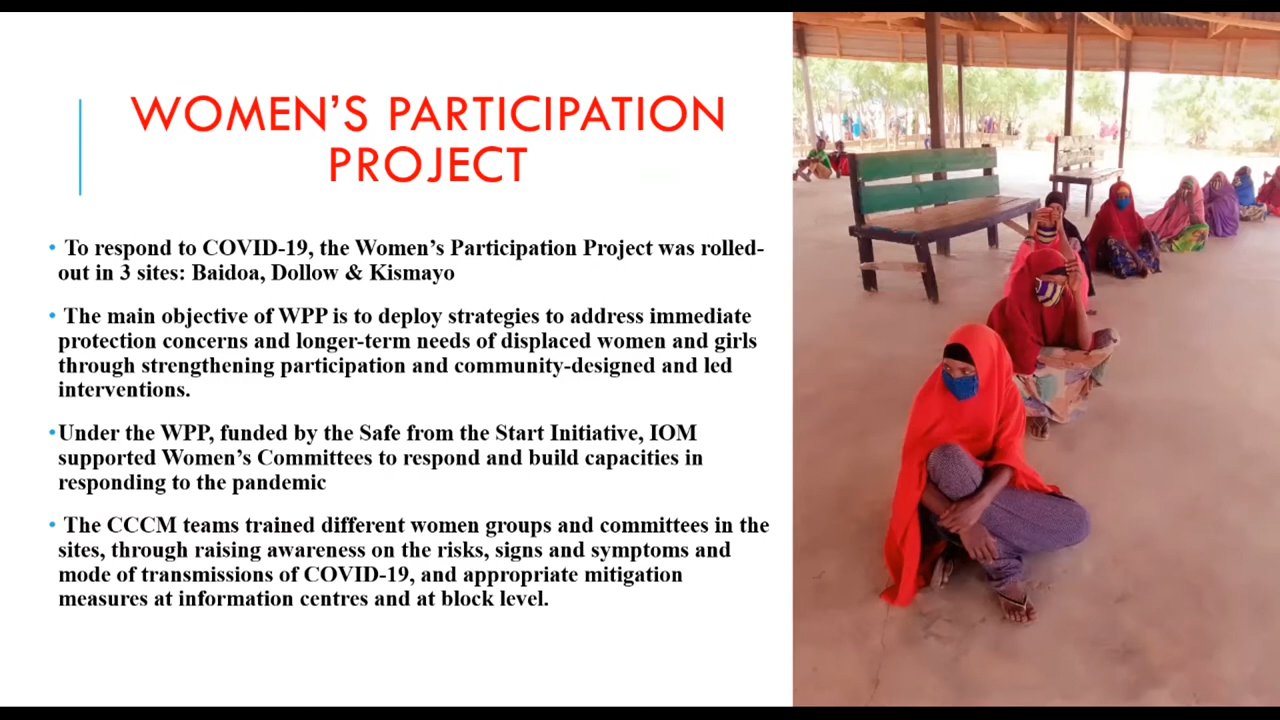 WOMEN’S PARTICIPATION
PROJECT
• To respond to COVID-19, the Women’s Participation Project was rolled-
out in 3 sites: Baidoa, Dollow & Kismayo
• The main objective of WPP is to deploy strategies to address immediate
protection concerns and longer-term needs of displaced women and girls
through strengthening participation and community-designed and led
interventions.
•Under the WPP, funded by the Safe from the Start Initiative, IOM
supported Women’s Committees to respond and build capacities in
responding to the pandemic
• The CCCM teams trained different women groups and committees in the
sites, through raising awareness on the risks, signs and symptoms and
mode of transmissions of COVID-19, and appropriate mitigation
measures at information centres and at block level.